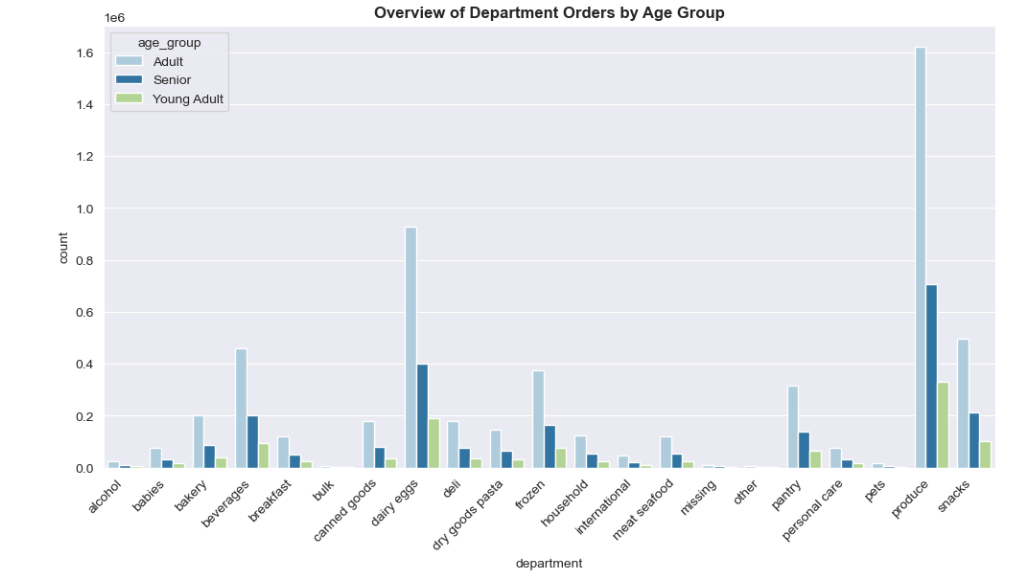 Overview of Department Orders by Age Group
1e6
age_group
Adult
Senior
Young Adult
1.6
1.4
1.2
1.0
0.8
0.6
0.4
0.2
0.0
count
alcohol
babies
bakery
beverages
breakfast
bulk
canned goods
dairy eggs
deli
dry goods pasta
frozen
household
international
meat seafood
missing
other
pantry
personal care
pets
produce
snacks
department